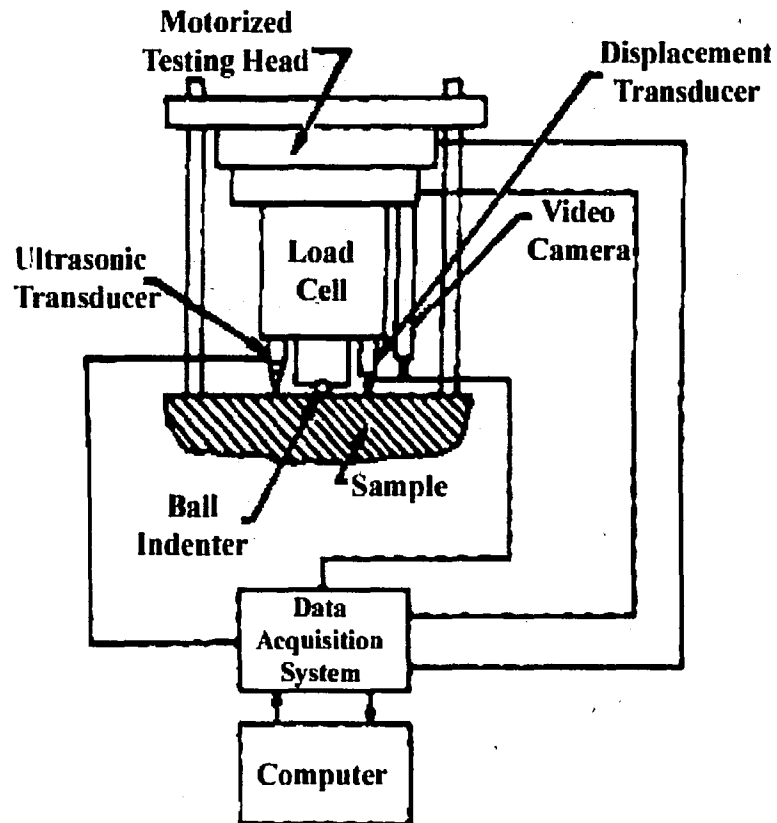 Motorized
Testing Head
Displacement
Transducer
Video
Camera
Ultrasonic
Transducer
Load
Cell
Sample
Ball
Indenter
Data
Acquisition
System
Computer